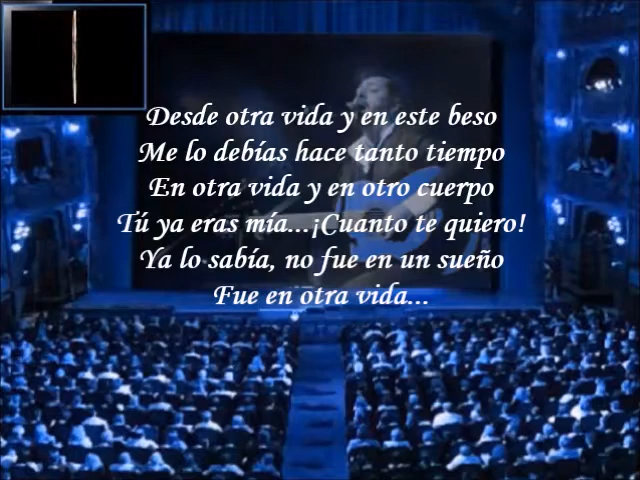 Desde otra vida y en este beso
Me lo debías hace tanto tiempo
En otra vida y en otro cuerpo
Tú ya eras mía...¡Cuanto te quiero!
Ya lo sabía, no fue en un sueño
Fue en otra vida...